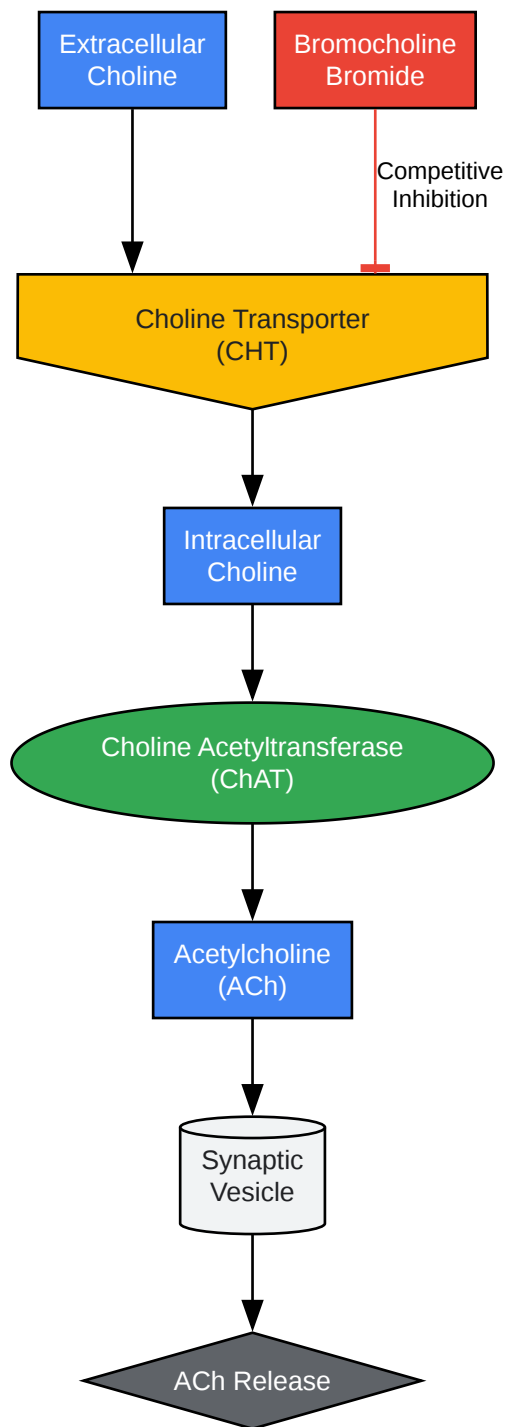 Extracellular
Choline
Bromocholine
Bromide
Competitive
Inhibition
Choline Transporter
(CHT)
Intracellular
Choline
Choline Acetyltransferase
(ChAT)
Acetylcholine
(ACh)
Synaptic
Vesicle
ACh Release